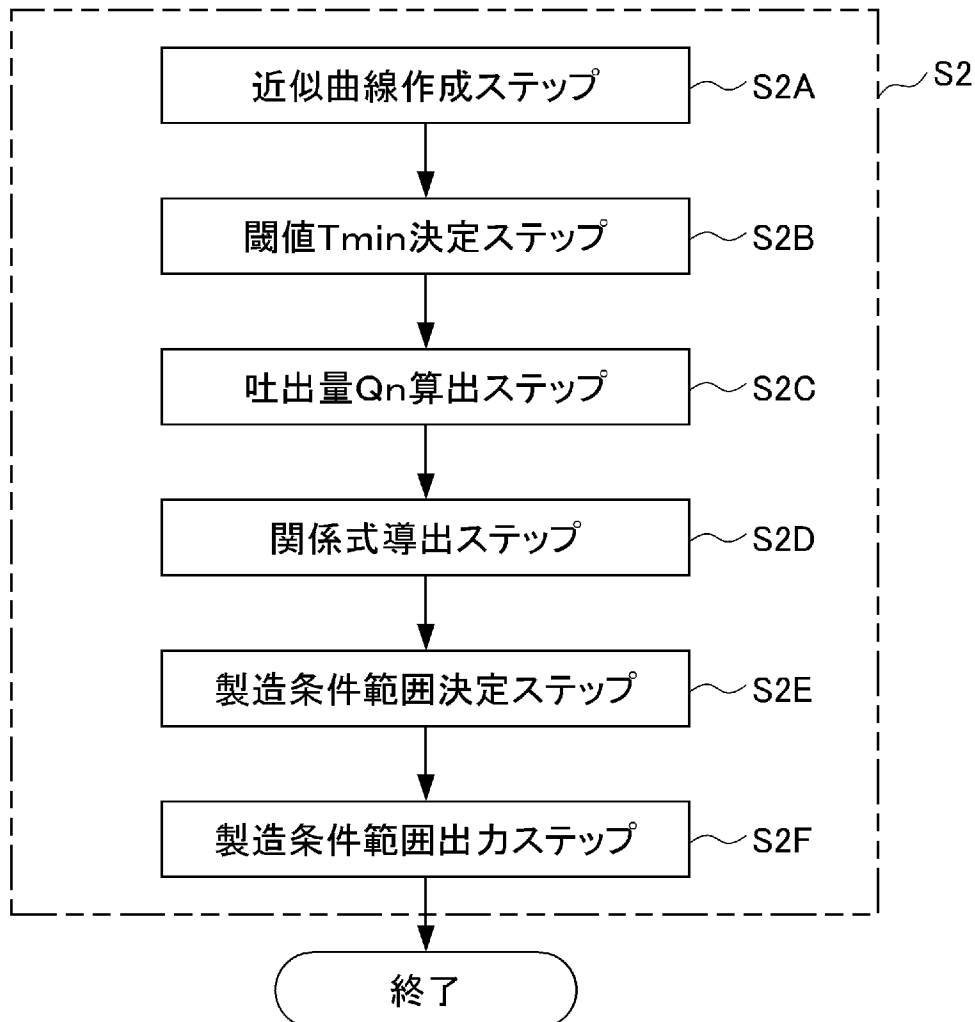 近似曲線作成ステップ
S2A
S2
閾値Tmin決定ステップ
S2B
吐出量Qn算出ステップ
S2C
関係式導出ステップ
S2D
製造条件範囲決定ステップ
S2E
製造条件範囲出力ステップ
S2F
終了